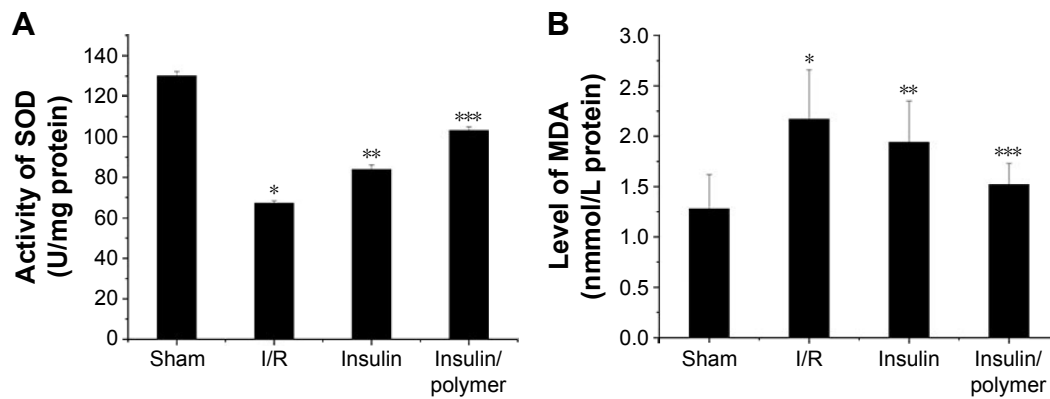 A
Activity of SOD
(U/mg protein)
140
120
100
80
60
40
20
0
*
**
***
Sham
I/R
Insulin
Insulin/
polymer
B
Level of MDA
(nmmol/L protein)
3.0
2.5
2.0
1.5
1.0
0.5
0.0
*
**
***
Sham
I/R
Insulin
Insulin/
polymer